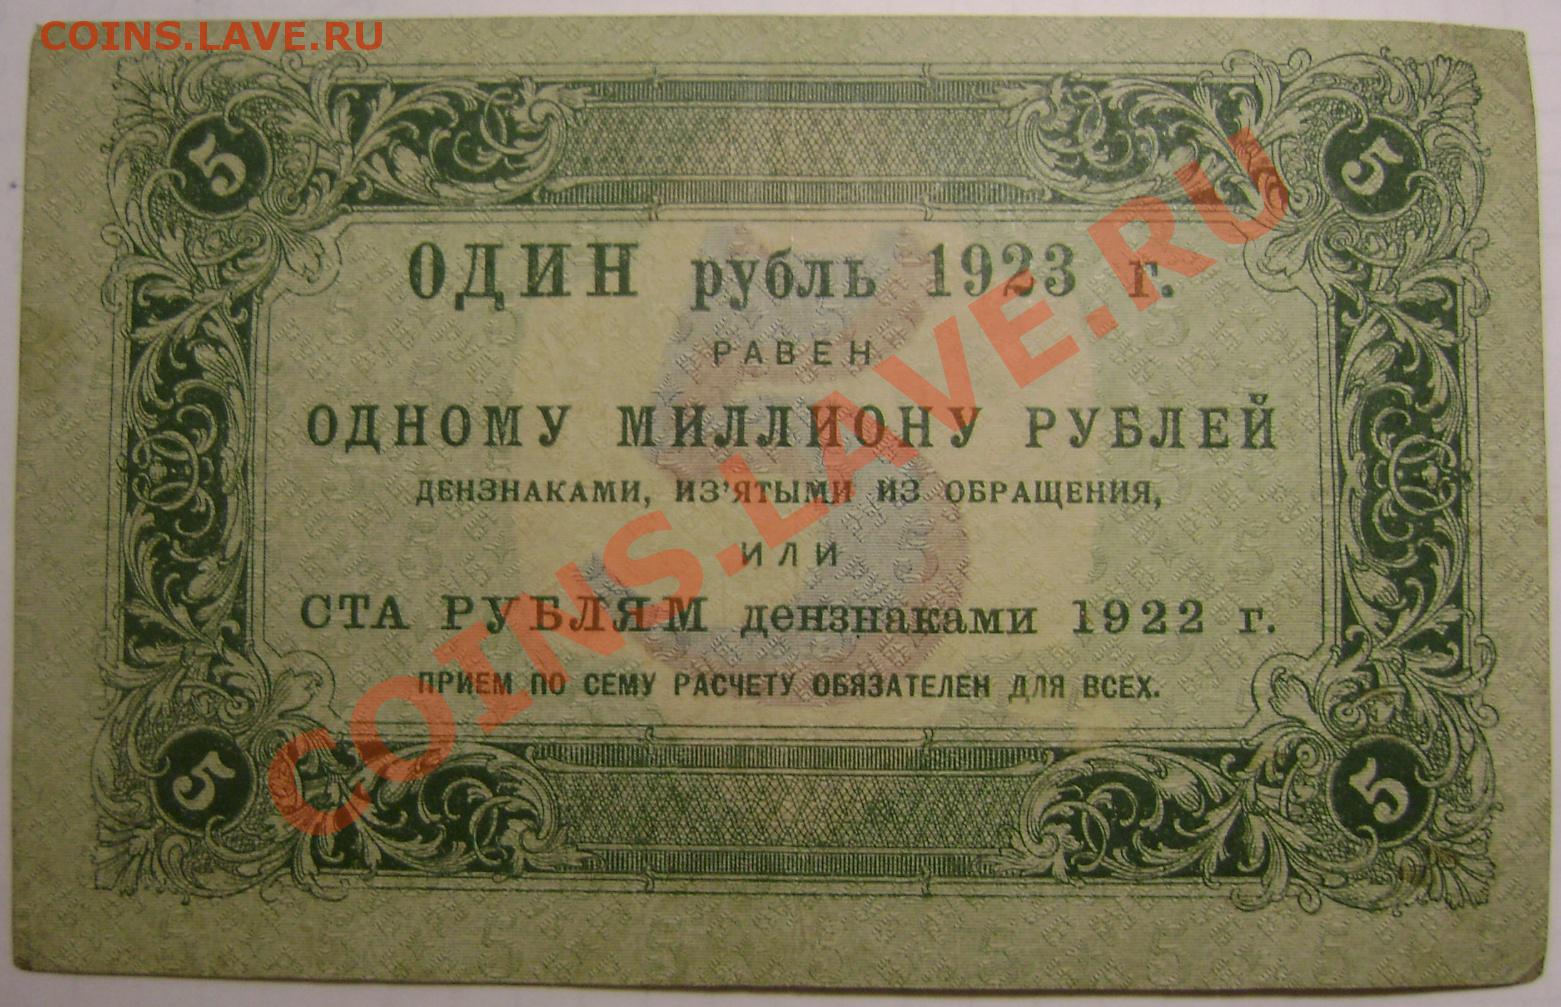 COINS.LAVE.RU
5 5
ОДИН рубль 1923 г.
РАВЕН
ОДНОМУ МИЛЛИОНУ РУБЛЕЙ
ДЕНЗНАКАМИ, ИЗ'ЯТЫМИ ИЗ ОБРАЩЕНИЯ,
ИЛИ
СТА РУБЛЯМ дензнаками 1922 г.
ПРИЕМ ПО СЕМУ РАСЧЕТУ ОБЯЗАТЕЛЕН ДЛЯ ВСЕХ.
5 5
COINS.LAVE.RU